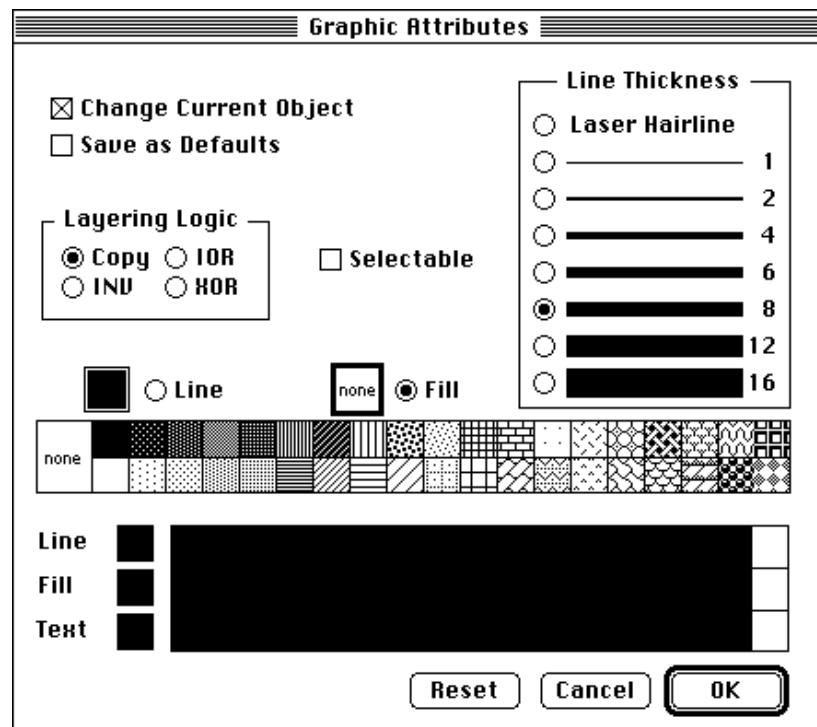 Graphic Attributes
Change Current Object
Save as Defaults
Layering Logic
Copy IOR
INV XOR
Selectable
Line Thickness
Laser Hairline
1
2
4
6
8
12
16
Line
none Fill
none
Line
Fill
Text
Reset Cancel OK